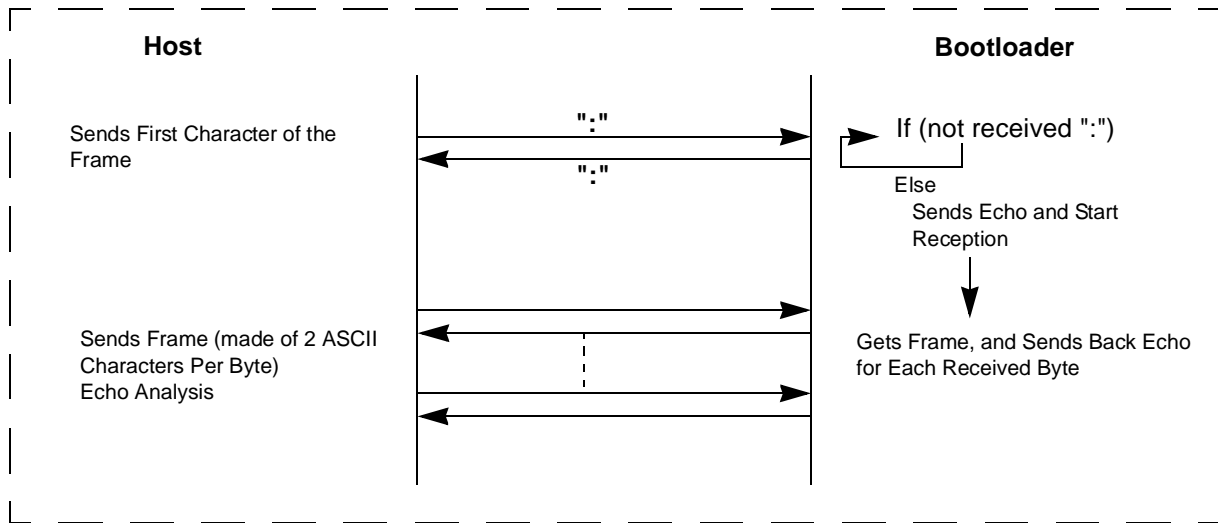 Host
Bootloader
Sends First Character of the
Frame
":"
":"
If (not received ":")
Else
Sends Echo and Start
Reception
Sends Frame (made of 2 ASCII
Characters Per Byte)
Echo Analysis
Gets Frame, and Sends Back Echo
for Each Received Byte